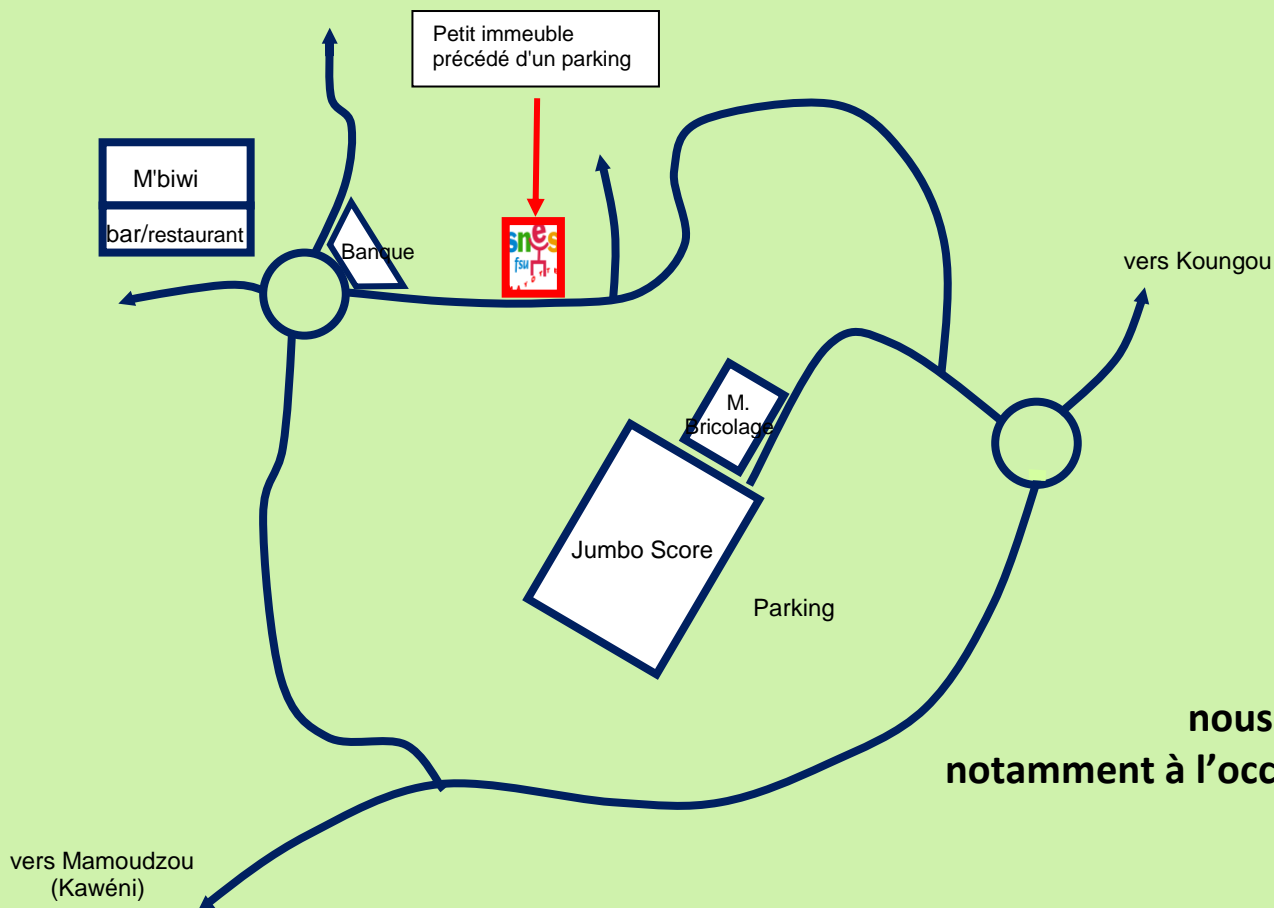 Petit immeuble
précédé d'un parking
M'biwi
bar/restaurant
Banque
snes
fsu
vers Koungou
M.
Bricolage
Jumbo Score
Parking
nous
notamment à l’occ
vers Mamoudzou
(Kawéni)